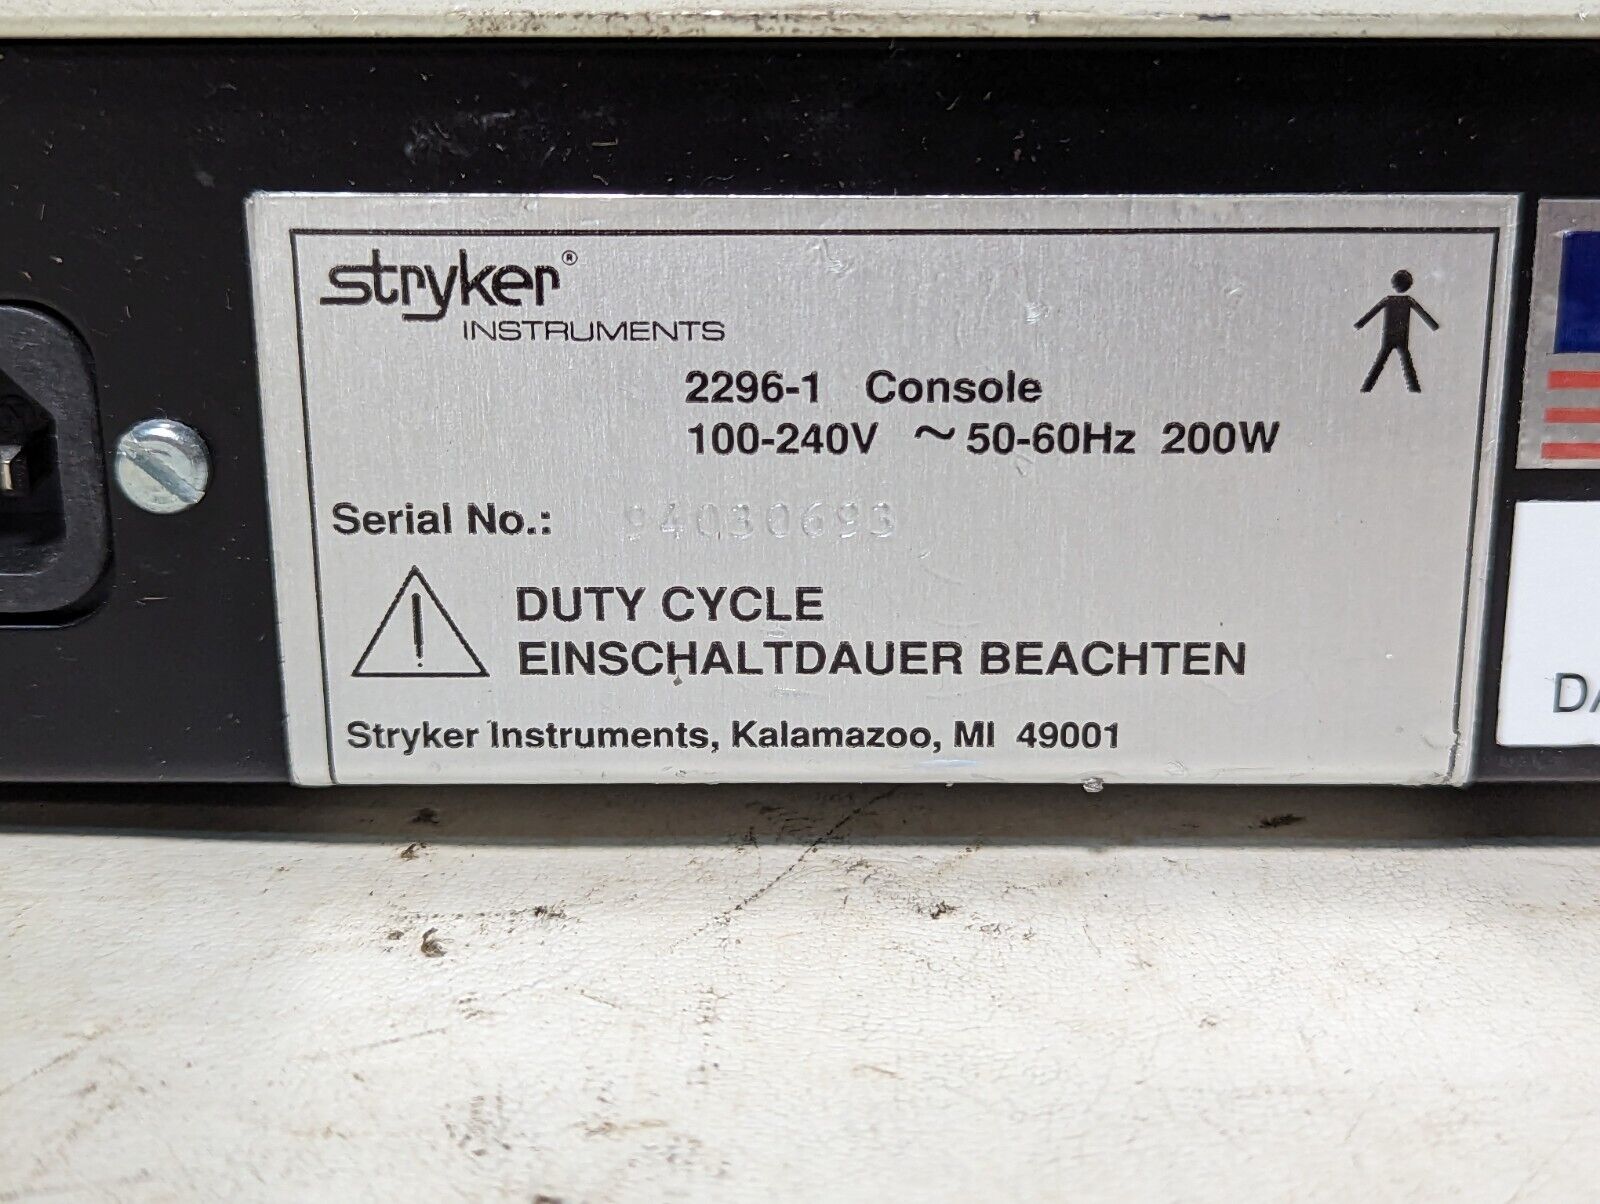 stryker®
INSTRUMENTS
2296-1 Console
100-240V ~ 50-60Hz 200W
Serial No.: 94030693
DUTY CYCLE
EINSCHALTDAUER BEACHTEN
Stryker Instruments, Kalamazoo, MI 49001